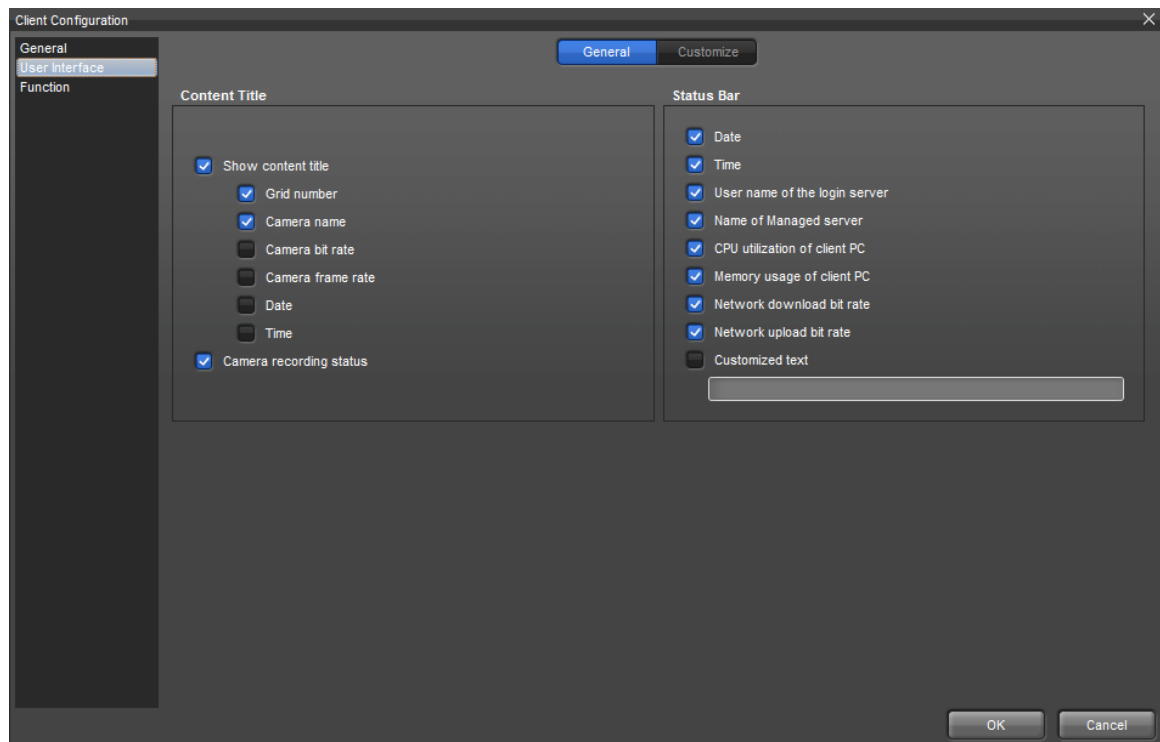 Client Configuration
General
User Interface
Function
General
Customize
Content Title
Show content title
Grid number
Camera name
Camera bit rate
Camera frame rate
Date
Time
Camera recording status
Status Bar
Date
Time
User name of the login server
Name of Managed server
CPU utilization of client PC
Memory usage of client PC
Network download bit rate
Network upload bit rate
Customized text
OK
Cancel